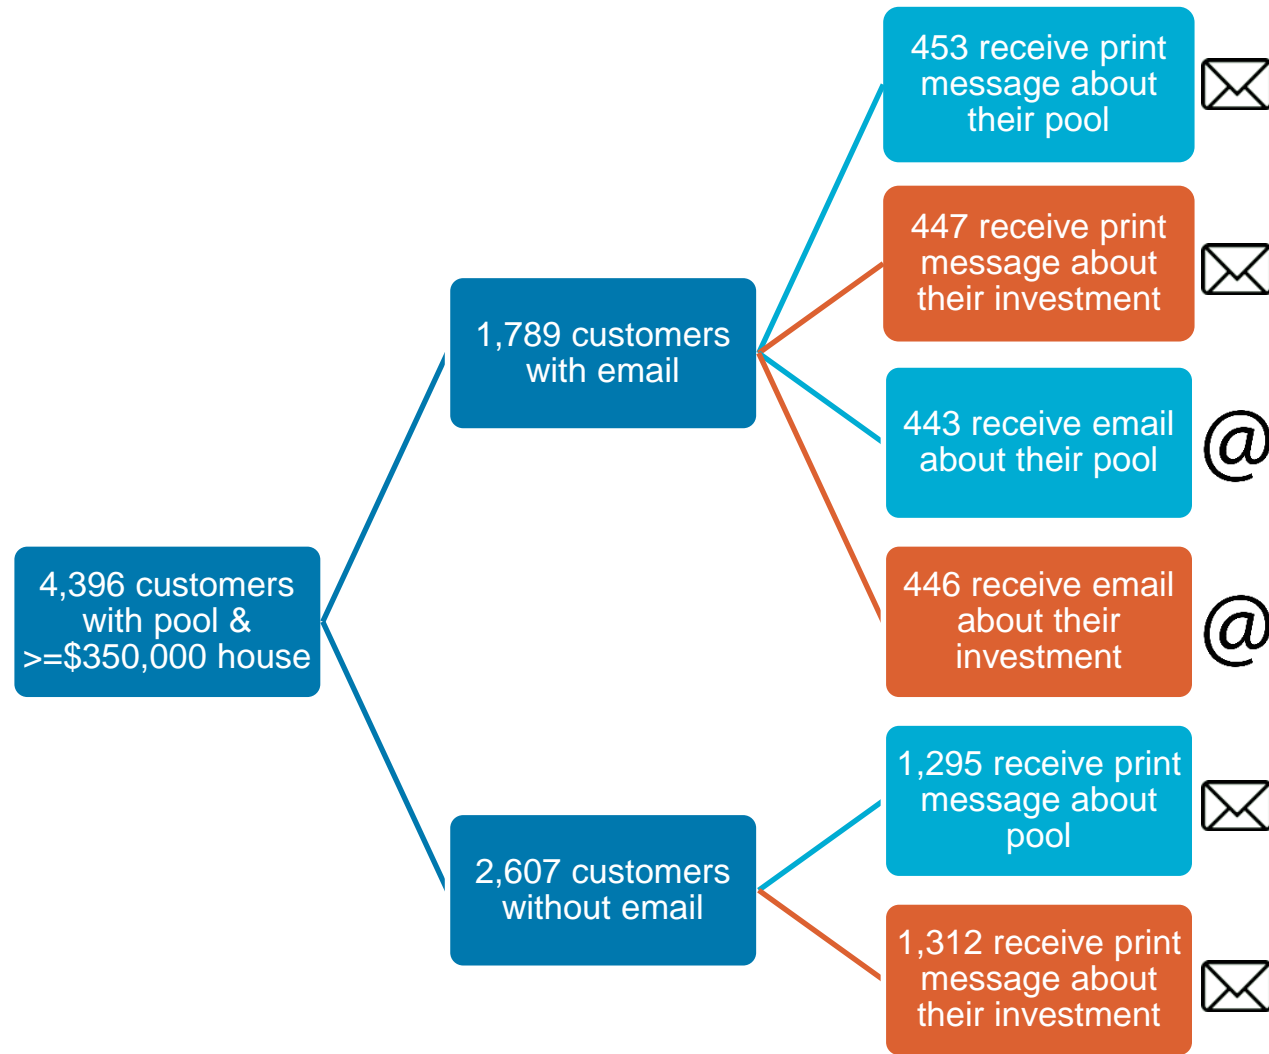 453 receive print
message about
their pool
447 receive print
message about
their investment
1,789 customers
with email
443 receive email
about their pool
@
4,396 customers
with pool &
>=$350,000 house
446 receive email
about their
investment
@
1,295 receive print
message about
pool
2,607 customers
without email
1,312 receive print
message about
their investment